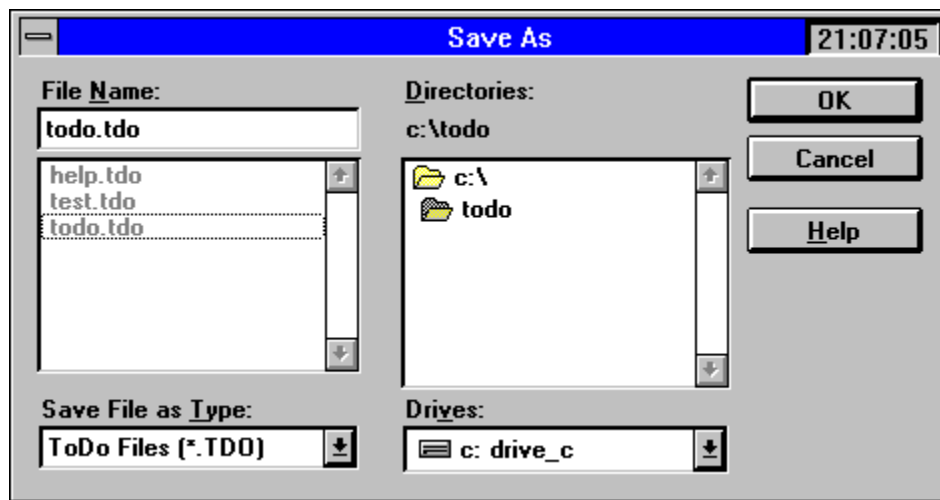 Save As
21:07:05
File Name:
todo.tdo
help.tdo
test.tdo
todo.tdo
Save File as Type:
ToDo Files (*.TDO)
Directories:
c:\todo
c:\
todo
Drives:
c: drive_c
OK
Cancel
Help